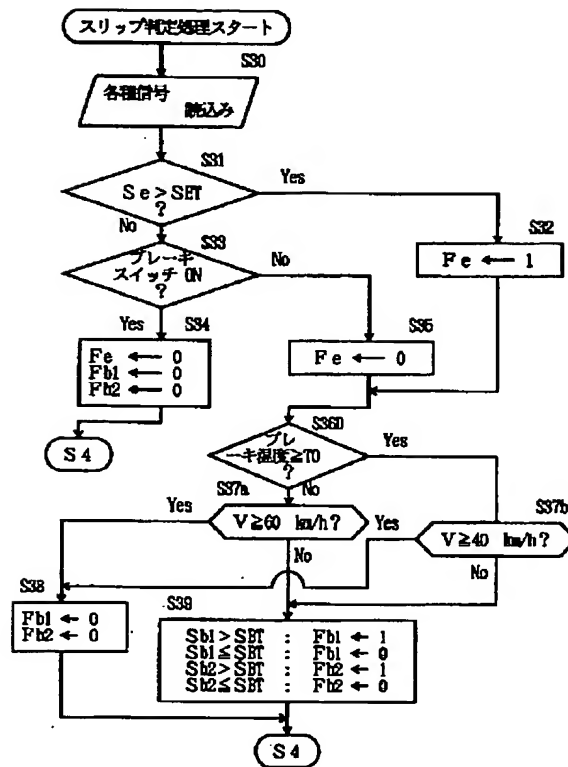 スリップ判定処理スタート
S30
各種信号
読込み
S31
Se>SET
?
Yes
No
S32
Fe ← 1
S33
ブレーキ
スイッチ ON
?
No
Yes
S34
Fe ← 0
Fb1 ← 0
Fb2 ← 0
S4
S35
Fe ← 0
S360
ブレ
ーキ温度≧T0
?
Yes
No
S37a
V≧60 km/h?
Yes
No
S37b
V≧40 km/h?
Yes
No
S38
Fb1 ← 0
Fb2 ← 0
S39
Sb1>SBT : Fb1 ← 1
Sb1≦SBT : Fb1 ← 0
Sb2>SBT : Fb2 ← 1
Sb2≦SBT : Fb2 ← 0
S4